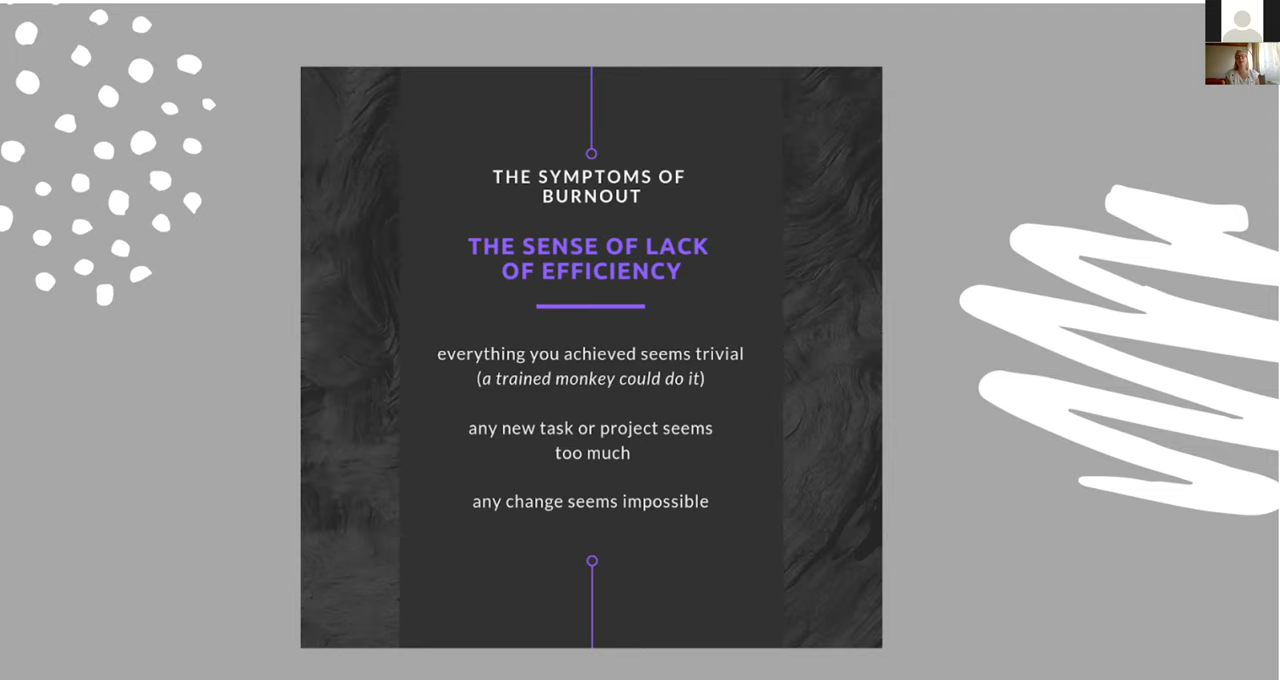 THE SYMPTOMS OF
BURNOUT
THE SENSE OF LACK
OF EFFICIENCY
everything you achieved seems trivial
(a trained monkey could do it)
any new task or project seems
too much
any change seems impossible